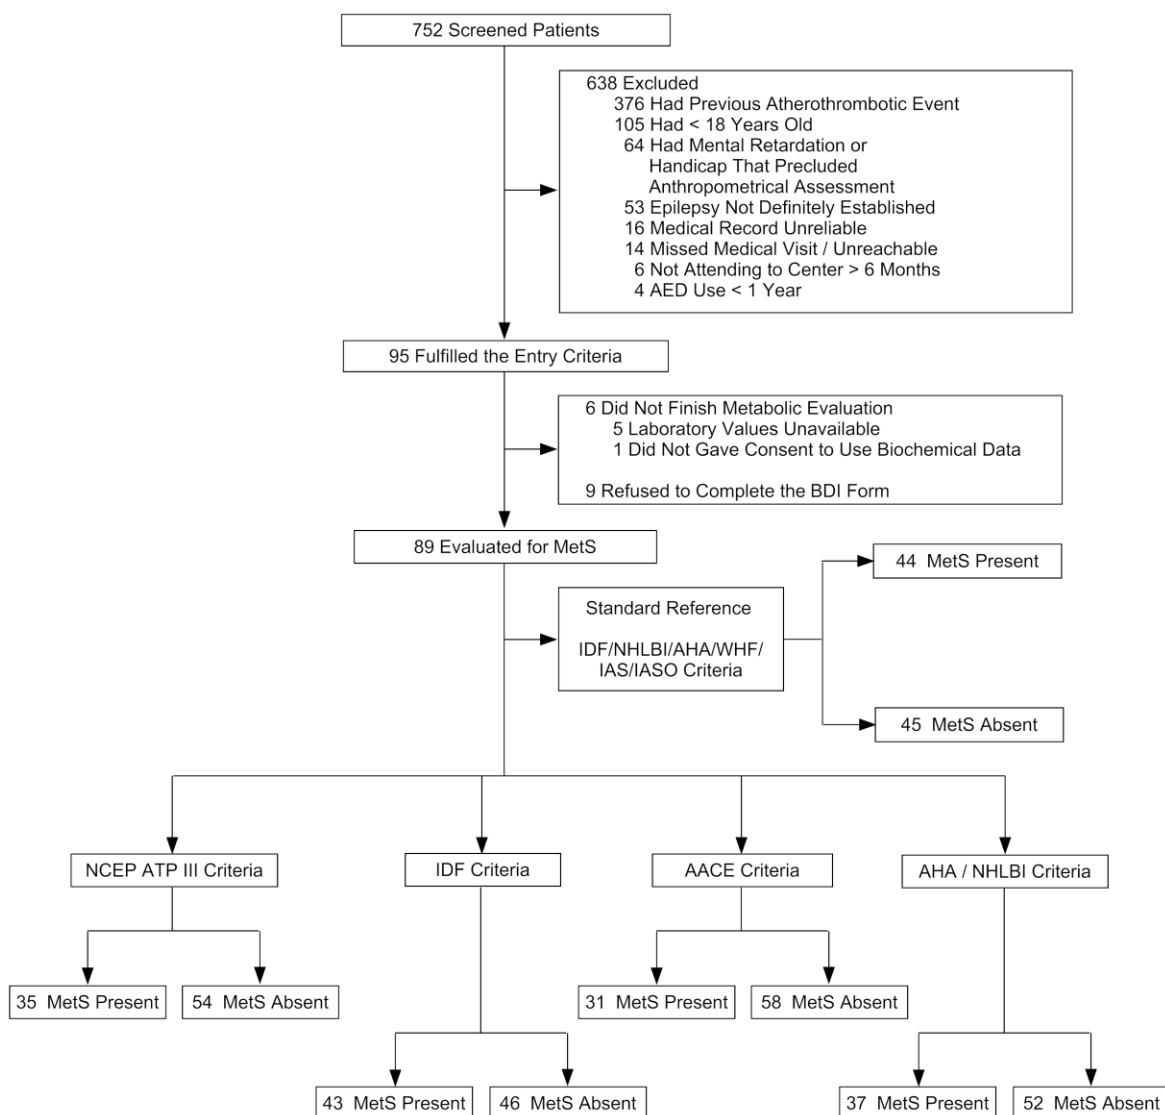 752 Screened Patients
638 Excluded
376 Had Previous Atherothrombotic Event
105 Had < 18 Years Old
64 Had Mental Retardation or
Handicap That Precluded
Anthropometrical Assessment
53 Epilepsy Not Definitely Established
16 Medical Record Unreliable
14 Missed Medical Visit / Unreachable
6 Not Attending to Center > 6 Months
4 AED Use < 1 Year
95 Fulfilled the Entry Criteria
6 Did Not Finish Metabolic Evaluation
5 Laboratory Values Unavailable
1 Did Not Gave Consent to Use Biochemical Data
9 Refused to Complete the BDI Form
89 Evaluated for MetS
44 MetS Present
Standard Reference
IDF/NHLBI/AHA/WHF/
IAS/IASO Criteria
45 MetS Absent
NCEP ATP III Criteria
IDF Criteria
AACE Criteria
AHA / NHLBI Criteria
35 MetS Present
54 MetS Absent
31 MetS Present
58 MetS Absent
43 MetS Present
46 MetS Absent
37 MetS Present
52 MetS Absent